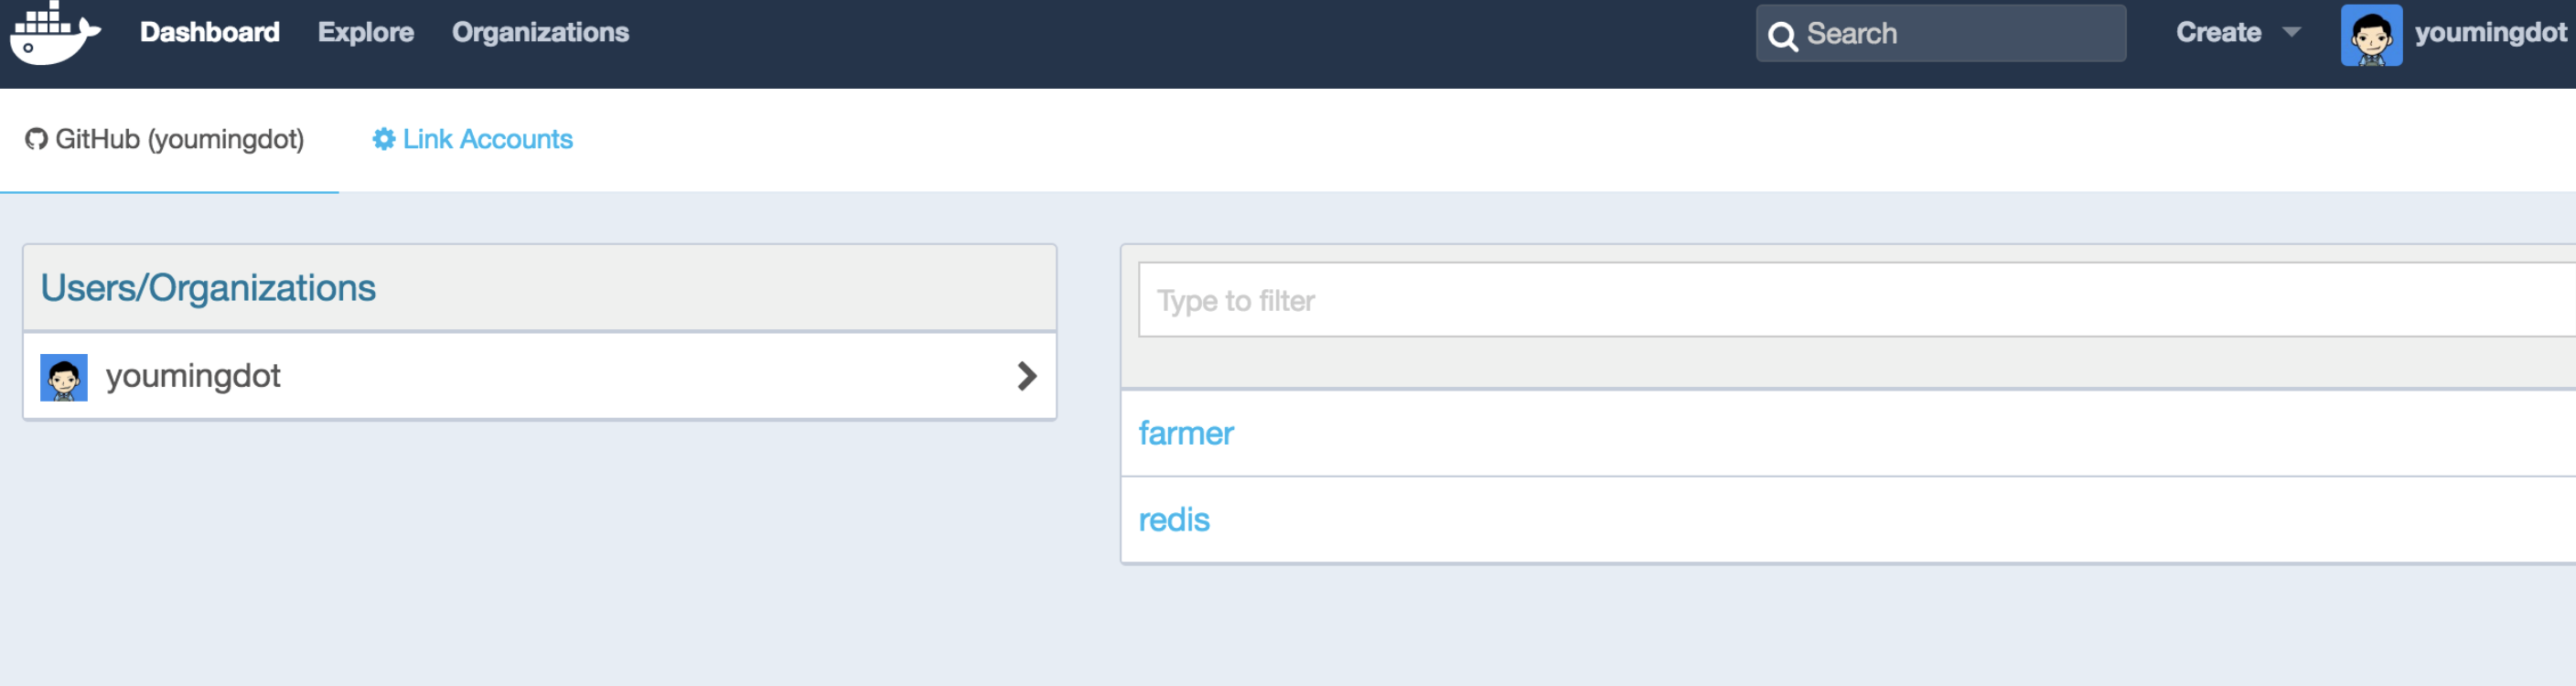 Dashboard Explore Organizations Search Create youmingdot
GitHub (youmingdot) Link Accounts
Users/Organizations
youmingdot
Type to filter
farmer
redis